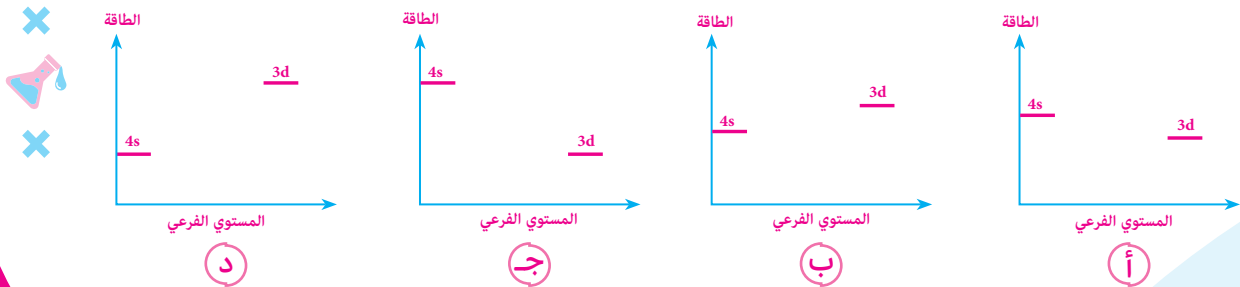 الطاقة
4s
3d
المستوي الفرعي
أ
الطاقة
4s
3d
المستوي الفرعي
ب
الطاقة
4s
3d
المستوي الفرعي
جـ
الطاقة
4s
3d
المستوي الفرعي
د